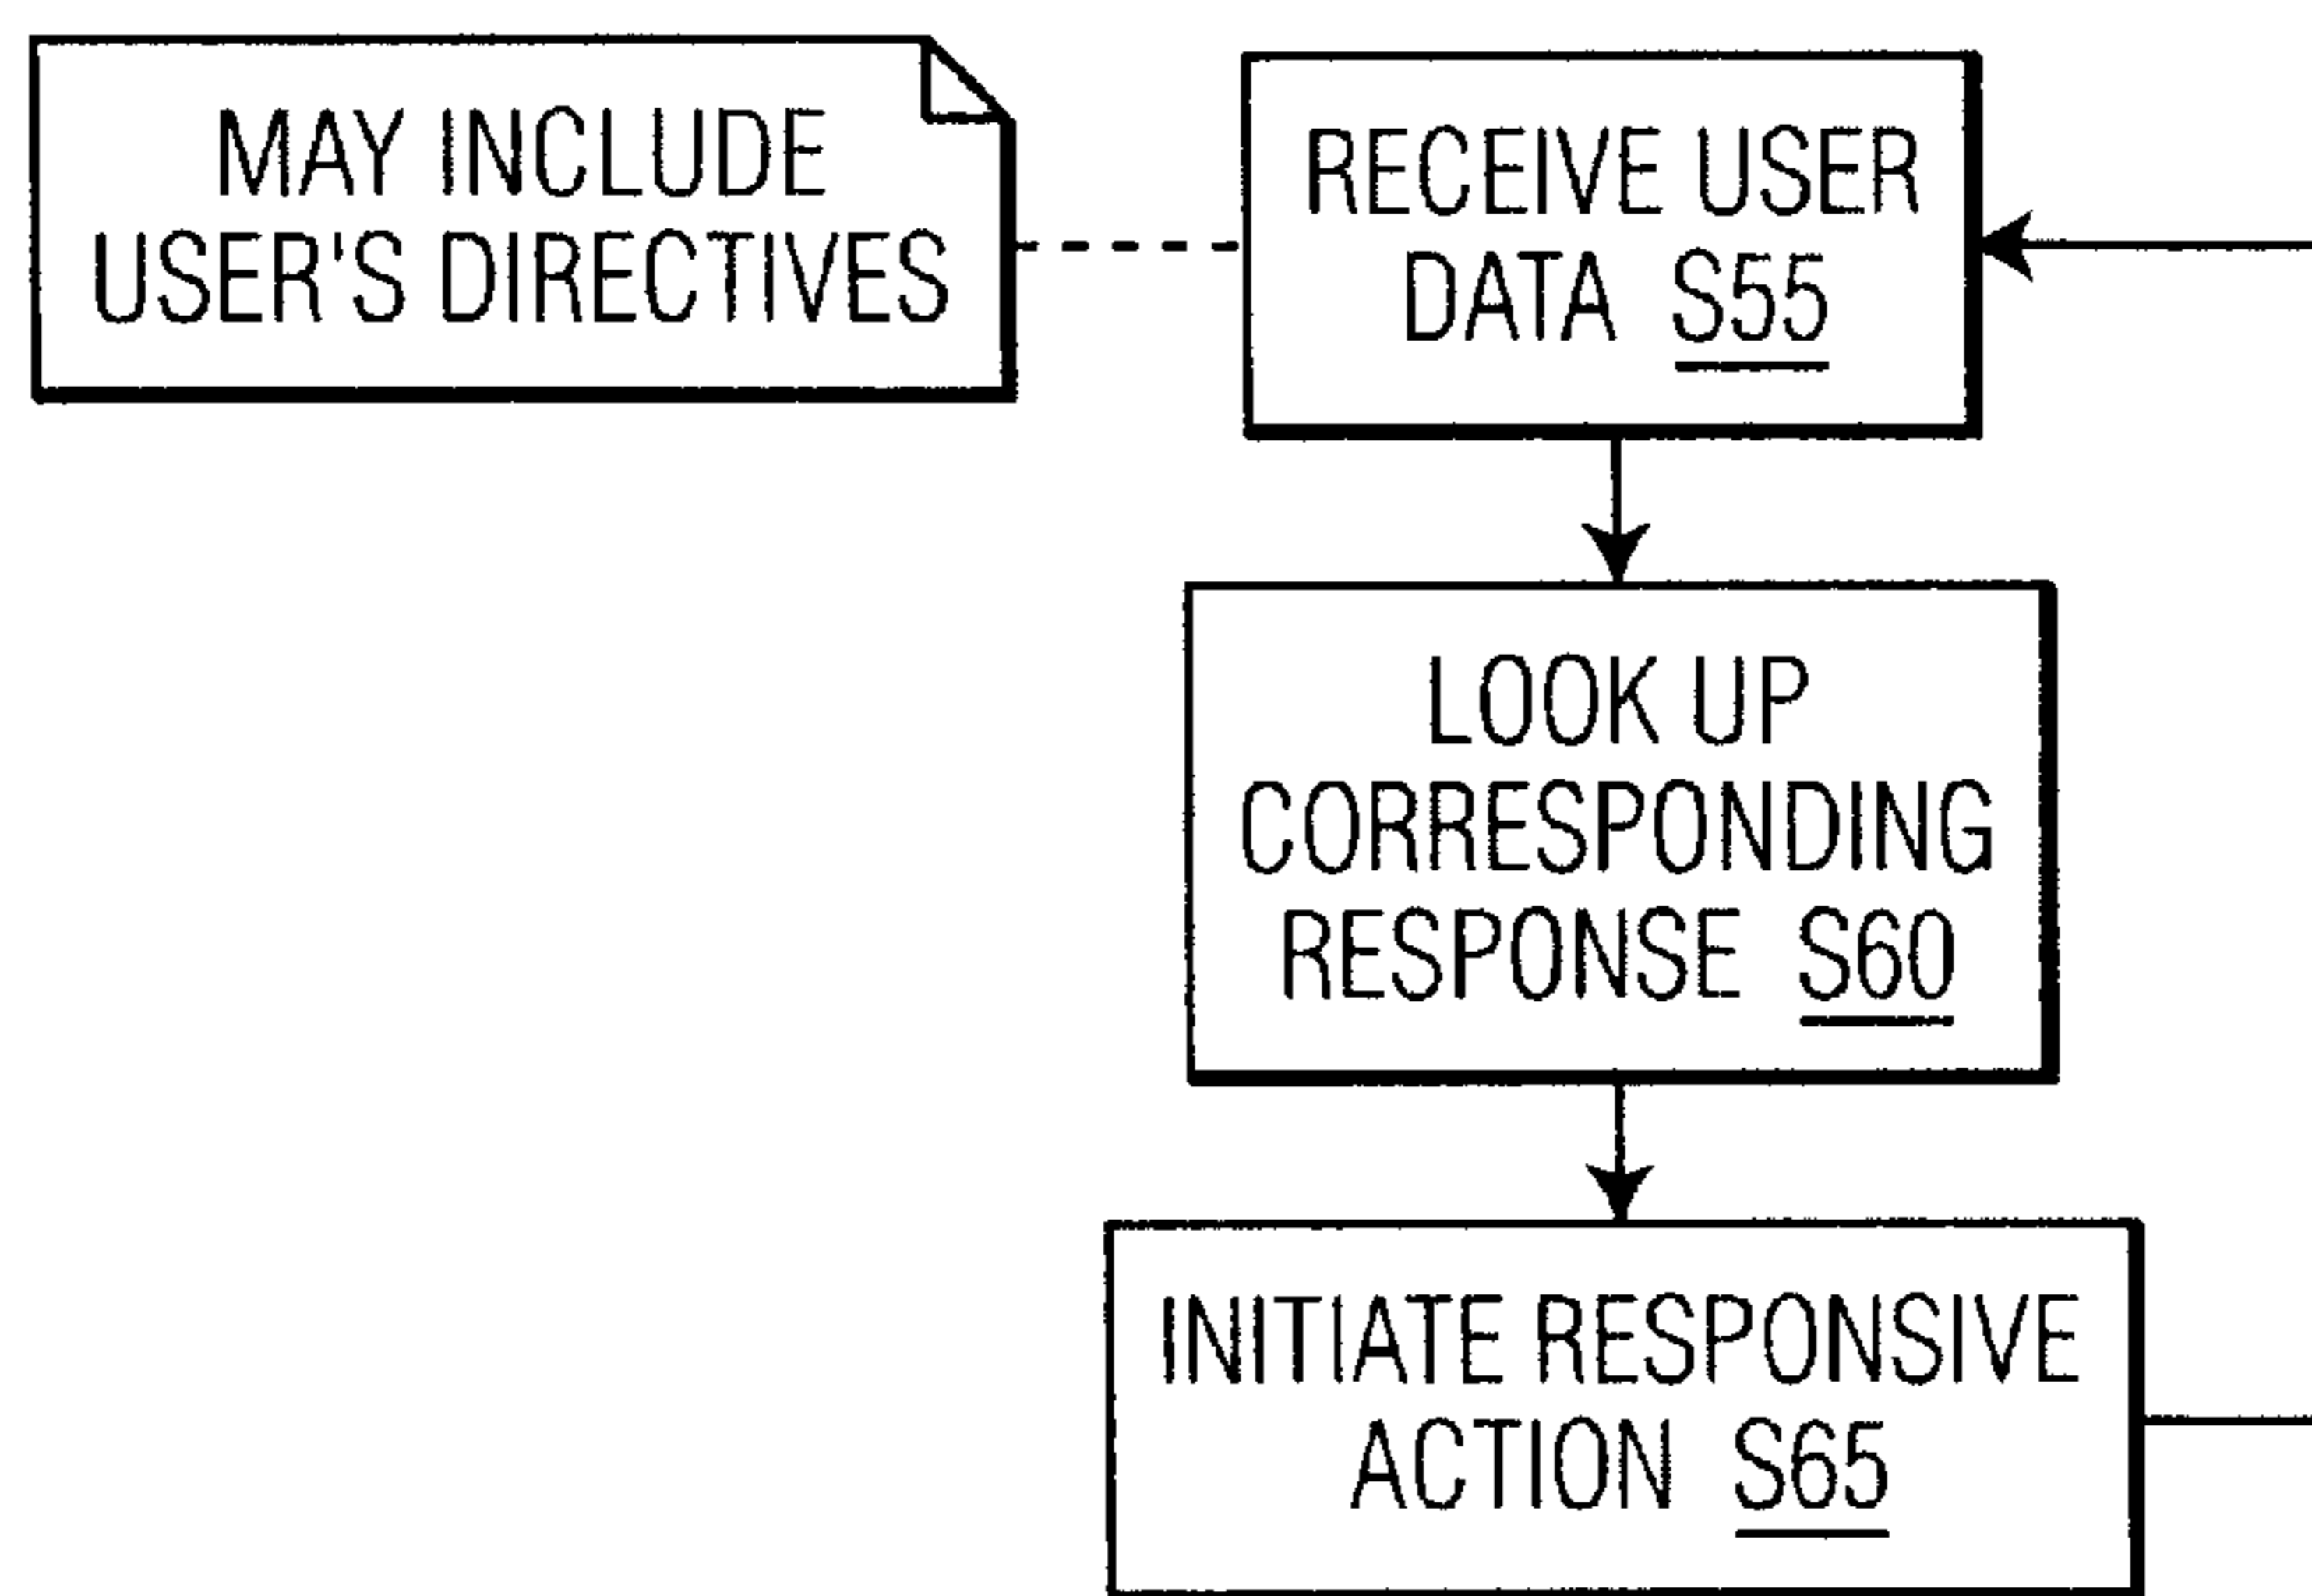 MAY INCLUDE
USER'S DIRECTIVES
RECEIVE USER
DATA S55
LOOK UP
CORRESPONDING
RESPONSE S60
INITIATE RESPONSIVE
ACTION S65